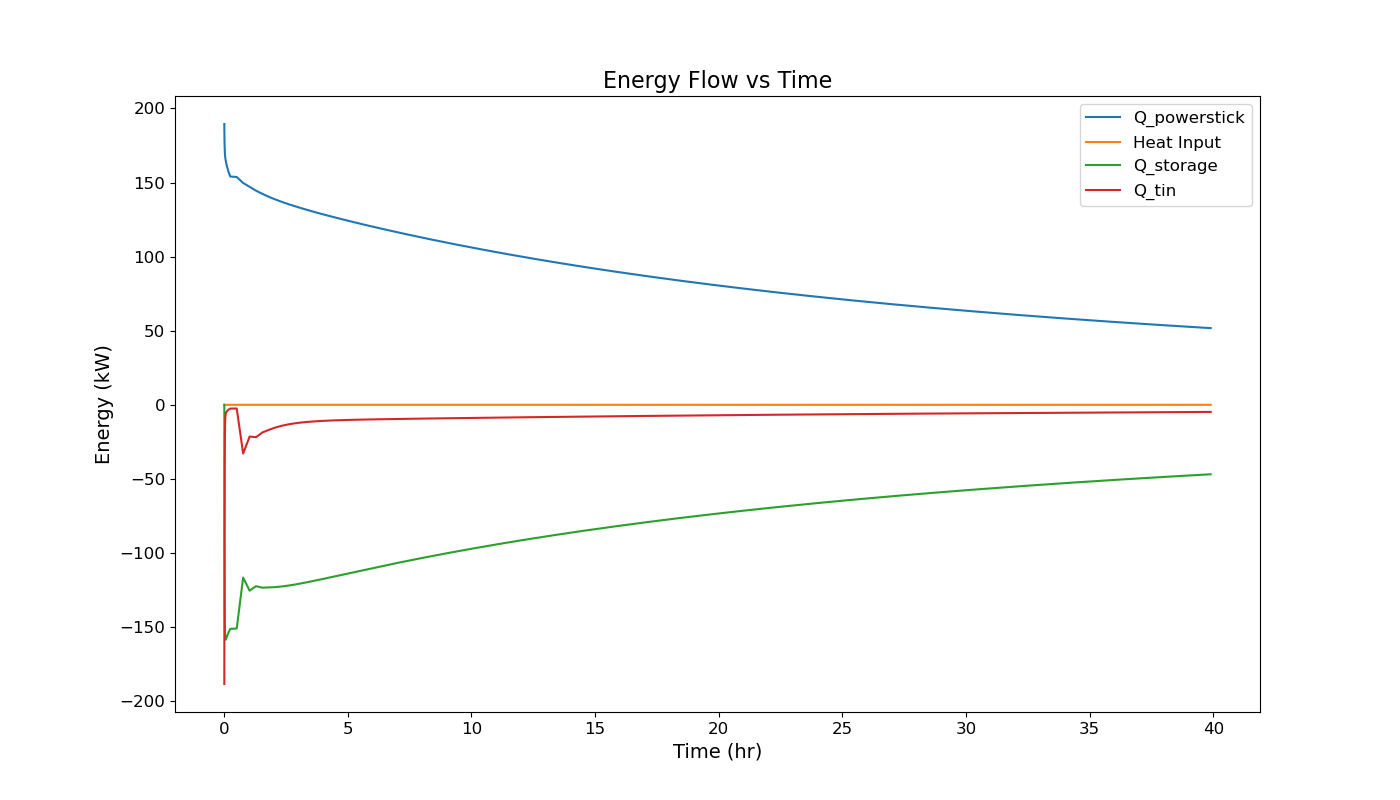 Energy Flow vs Time
Energy (kW)
200
150
100
50
0
−50
−100
−150
−200
Q_powerstick
Heat Input
Q_storage
Q_tin
0 5 10 15 20 25 30 35 40
Time (hr)